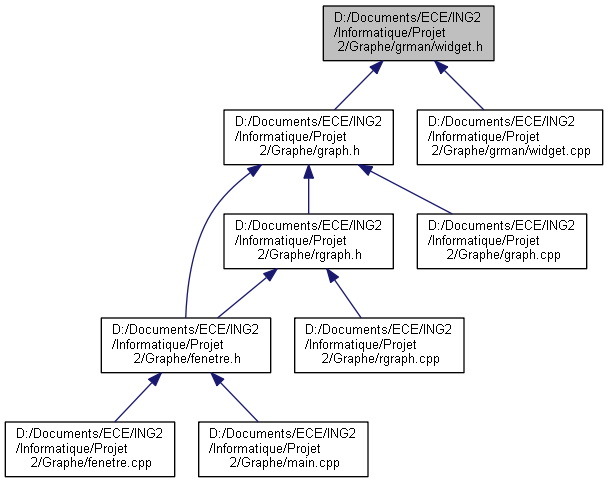 D:/Documents/ECE/ING2
/Informatique/Projet
2/Graphe/grman/widget.h
D:/Documents/ECE/ING2
/Informatique/Projet
2/Graphe/graph.h
D:/Documents/ECE/ING2
/Informatique/Projet
2/Graphe/grman/widget.cpp
D:/Documents/ECE/ING2
/Informatique/Projet
2/Graphe/rgraph.h
D:/Documents/ECE/ING2
/Informatique/Projet
2/Graphe/graph.cpp
D:/Documents/ECE/ING2
/Informatique/Projet
2/Graphe/fenetre.h
D:/Documents/ECE/ING2
/Informatique/Projet
2/Graphe/rgraph.cpp
D:/Documents/ECE/ING2
/Informatique/Projet
2/Graphe/fenetre.cpp
D:/Documents/ECE/ING2
/Informatique/Projet
2/Graphe/main.cpp